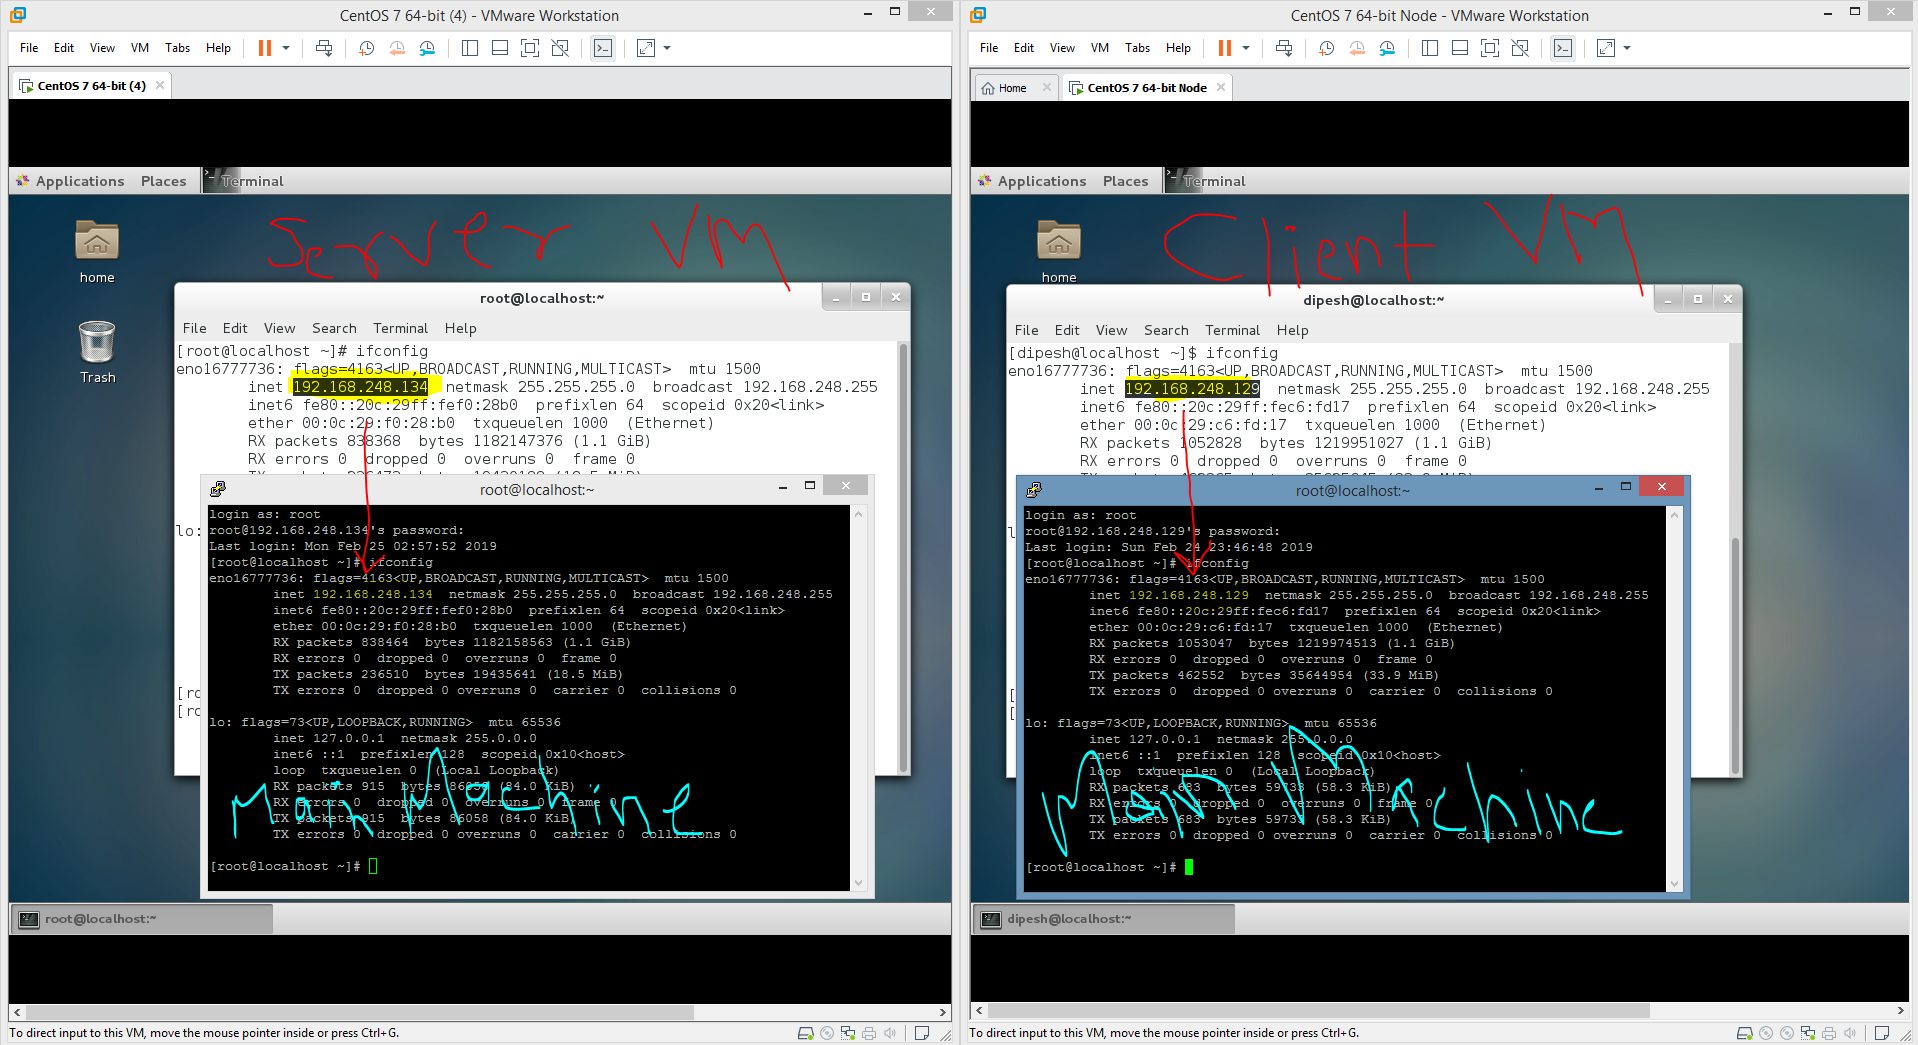 CentOS 7 64-bit (4) - VMware Workstation
File Edit View VM Tabs Help
CentOS 7 64-bit (4)
Applications Places Terminal
Server VM
home
Trash
root@localhost:~
File Edit View Search Terminal Help
[root@localhost ~]# ifconfig
eno16777736: flags=4163<UP,BROADCAST,RUNNING,MULTICAST> mtu 1500
inet 192.168.248.134 netmask 255.255.255.0 broadcast 192.168.248.255
inet6 fe80::20c:29ff:fef0:28b0 prefixlen 64 scopeid 0x20<link>
ether 00:0c:29:f0:28:b0 txqueuelen 1000 (Ethernet)
RX packets 838368 bytes 1182147376 (1.1 GiB)
RX errors 0 dropped 0 overruns 0 frame 0
lo:
[ro
[ro
root@localhost:~
login as: root
root@192.168.248.134's password:
Last login: Mon Feb 25 02:57:52 2019
[root@localhost ~]# ifconfig
eno16777736: flags=4163<UP,BROADCAST,RUNNING,MULTICAST> mtu 1500
inet 192.168.248.134 netmask 255.255.255.0 broadcast 192.168.248.255
inet6 fe80::20c:29ff:fef0:28b0 prefixlen 64 scopeid 0x20<link>
ether 00:0c:29:f0:28:b0 txqueuelen 1000 (Ethernet)
RX packets 838464 bytes 1182158563 (1.1 GiB)
RX errors 0 dropped 0 overruns 0 frame 0
TX packets 236510 bytes 19435641 (18.5 MiB)
TX errors 0 dropped 0 overruns 0 carrier 0 collisions 0
lo: flags=73<UP,LOOPBACK,RUNNING> mtu 65536
inet 127.0.0.1 netmask 255.0.0.0
inet6 ::1 prefixlen 128 scopeid 0x10<host>
loop txqueuelen 0 (Local Loopback)
RX packets 915 bytes 86058 (84.0 KiB)
RX errors 0 dropped 0 overruns 0 frame 0
TX packets 915 bytes 86058 (84.0 KiB)
TX errors 0 dropped 0 overruns 0 carrier 0 collisions 0
Main Machine
[root@localhost ~]#
root@localhost:~
To direct input to this VM, move the mouse pointer inside or press Ctrl+G.
CentOS 7 64-bit Node - VMware Workstation
File Edit View VM Tabs Help
Home CentOS 7 64-bit Node
Applications Places Terminal
Client VM
home
dipesh@localhost:~
File Edit View Search Terminal Help
[dipesh@localhost ~]$ ifconfig
eno16777736: flags=4163<UP,BROADCAST,RUNNING,MULTICAST> mtu 1500
inet 192.168.248.129 netmask 255.255.255.0 broadcast 192.168.248.255
inet6 fe80::20c:29ff:fec6:fd17 prefixlen 64 scopeid 0x20<link>
ether 00:0c:29:c6:fd:17 txqueuelen 1000 (Ethernet)
RX packets 1052828 bytes 1219951027 (1.1 GiB)
RX errors 0 dropped 0 overruns 0 frame 0
l
[
[
root@localhost:~
login as: root
root@192.168.248.129's password:
Last login: Sun Feb 24 23:46:48 2019
[root@localhost ~]# ifconfig
eno16777736: flags=4163<UP,BROADCAST,RUNNING,MULTICAST> mtu 1500
inet 192.168.248.129 netmask 255.255.255.0 broadcast 192.168.248.255
inet6 fe80::20c:29ff:fec6:fd17 prefixlen 64 scopeid 0x20<link>
ether 00:0c:29:c6:fd:17 txqueuelen 1000 (Ethernet)
RX packets 1053047 bytes 1219974513 (1.1 GiB)
RX errors 0 dropped 0 overruns 0 frame 0
TX packets 462552 bytes 35644954 (33.9 MiB)
TX errors 0 dropped 0 overruns 0 carrier 0 collisions 0
lo: flags=73<UP,LOOPBACK,RUNNING> mtu 65536
inet 127.0.0.1 netmask 255.0.0.0
inet6 ::1 prefixlen 128 scopeid 0x10<host>
loop txqueuelen 0 (Local Loopback)
RX packets 683 bytes 59733 (58.3 KiB)
RX errors 0 dropped 0 overruns 0 frame 0
TX packets 683 bytes 59733 (58.3 KiB)
TX errors 0 dropped 0 overruns 0 carrier 0 collisions 0
Main Machine
[root@localhost ~]#
dipesh@localhost:~
To direct input to this VM, move the mouse pointer inside or press Ctrl+G.